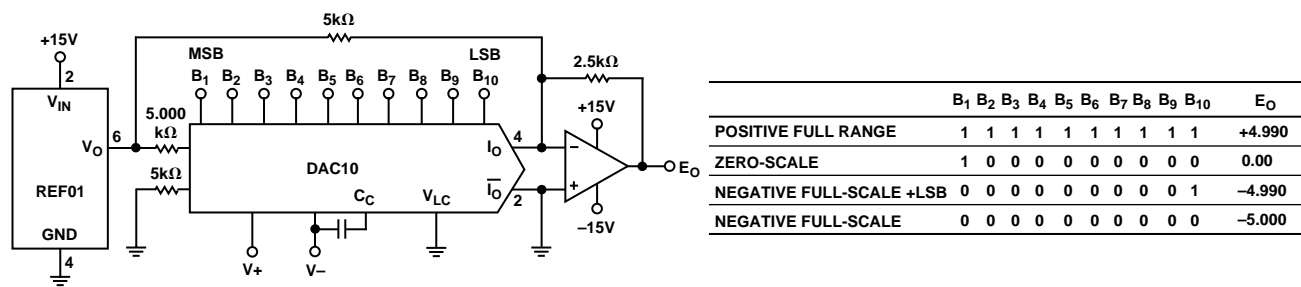 5kΩ
+15V
MSB
LSB
2.5kΩ
2
B1 B2 B3 B4 B5 B6 B7 B8 B9 B10
+15V
VIN
5.000
kΩ
6
VO
4
IO
−
EO
5kΩ
DAC10
+
REF01
IO
2
CC
VLC
−15V
GND
4
V+
V–
B1 B2 B3 B4 B5 B6 B7 B8 B9 B10 EO
POSITIVE FULL RANGE 1 1 1 1 1 1 1 1 1 1 +4.990
ZERO-SCALE 1 0 0 0 0 0 0 0 0 0 0.00
NEGATIVE FULL-SCALE +LSB 0 0 0 0 0 0 0 0 0 1 –4.990
NEGATIVE FULL-SCALE 0 0 0 0 0 0 0 0 0 0 –5.000